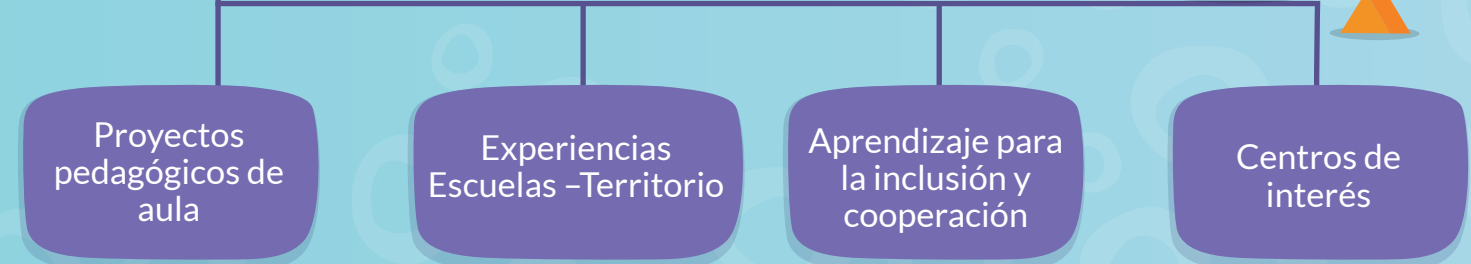 Proyectos
pedagógicos de
aula
Experiencias
Escuelas –Territorio
Aprendizaje para
la inclusión y
cooperación
Centros de
interés